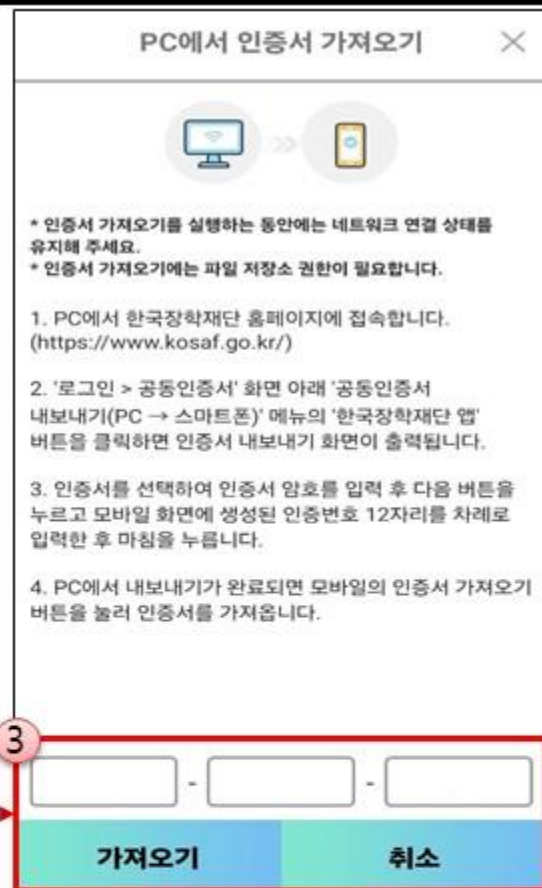 PC에서 인증서 가져오기
* 인증서 가져오기를 실행하는 동안에는 네트워크 연결 상태를
유지해 주세요.
* 인증서 가져오기에는 파일 저장소 권한이 필요합니다.
1. PC에서 한국장학재단 홈페이지에 접속합니다.
(https://www.kosaf.go.kr/)
2. '로그인 > 공동인증서' 화면 아래 '공동인증서
내보내기(PC → 스마트폰)' 메뉴의 '한국장학재단 앱'
버튼을 클릭하면 인증서 내보내기 화면이 출력됩니다.
3. 인증서를 선택하여 인증서 암호를 입력 후 다음 버튼을
누르고 모바일 화면에 생성된 인증번호 12자리를 차례로
입력한 후 마침을 누릅니다.
4. PC에서 내보내기가 완료되면 모바일의 인증서 가져오기
버튼을 눌러 인증서를 가져옵니다.
3
- -
가져오기 취소